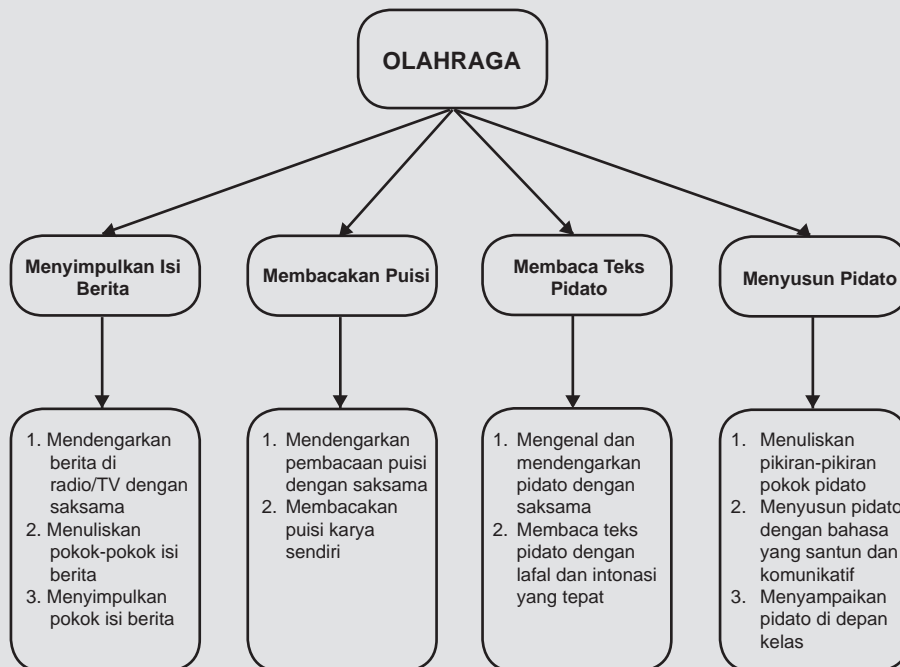 OLAHRAGA
Menyimpulkan Isi
Berita
Membacakan Puisi
Membaca Teks
Pidato
Menyusun Pidato
1. Mendengarkan
berita di
radio/TV dengan
saksama
2. Menuliskan
pokok-pokok isi
berita
3. Menyimpulkan
pokok isi berita
1. Mendengarkan
pembacaan puisi
dengan saksama
2. Membacakan
puisi karya
sendiri
1. Mengenal dan
mendengarkan
pidato dengan
saksama
2. Membaca teks
pidato dengan
lafal dan intonasi
yang tepat
1. Menuliskan
pikiran-pikiran
pokok pidato
2. Menyusun pidato
dengan bahasa
yang santun dan
komunikatif
3. Menyampaikan
pidato di depan
kelas